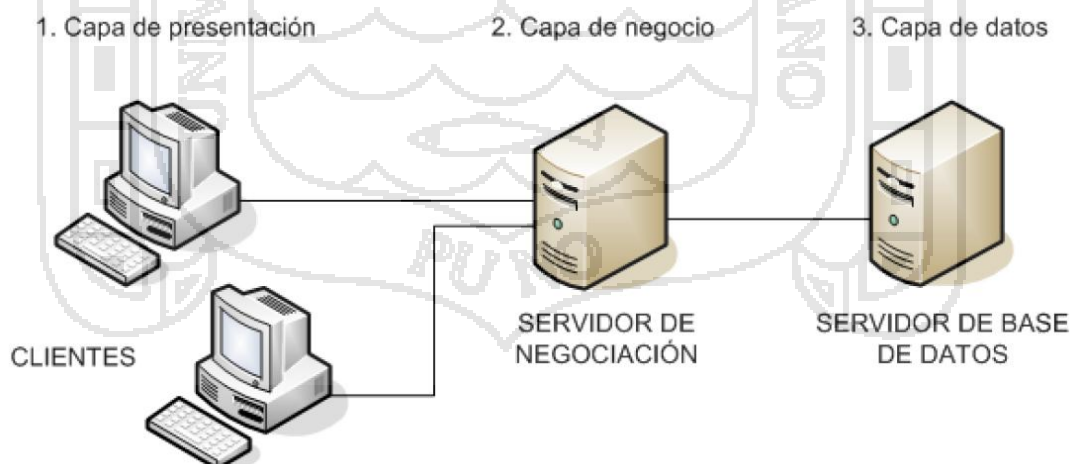 1. Capa de presentación
2. Capa de negocio
3. Capa de datos
CLIENTES
SERVIDOR DE
NEGOCIACIÓN
SERVIDOR DE BASE
DE DATOS
PUNO